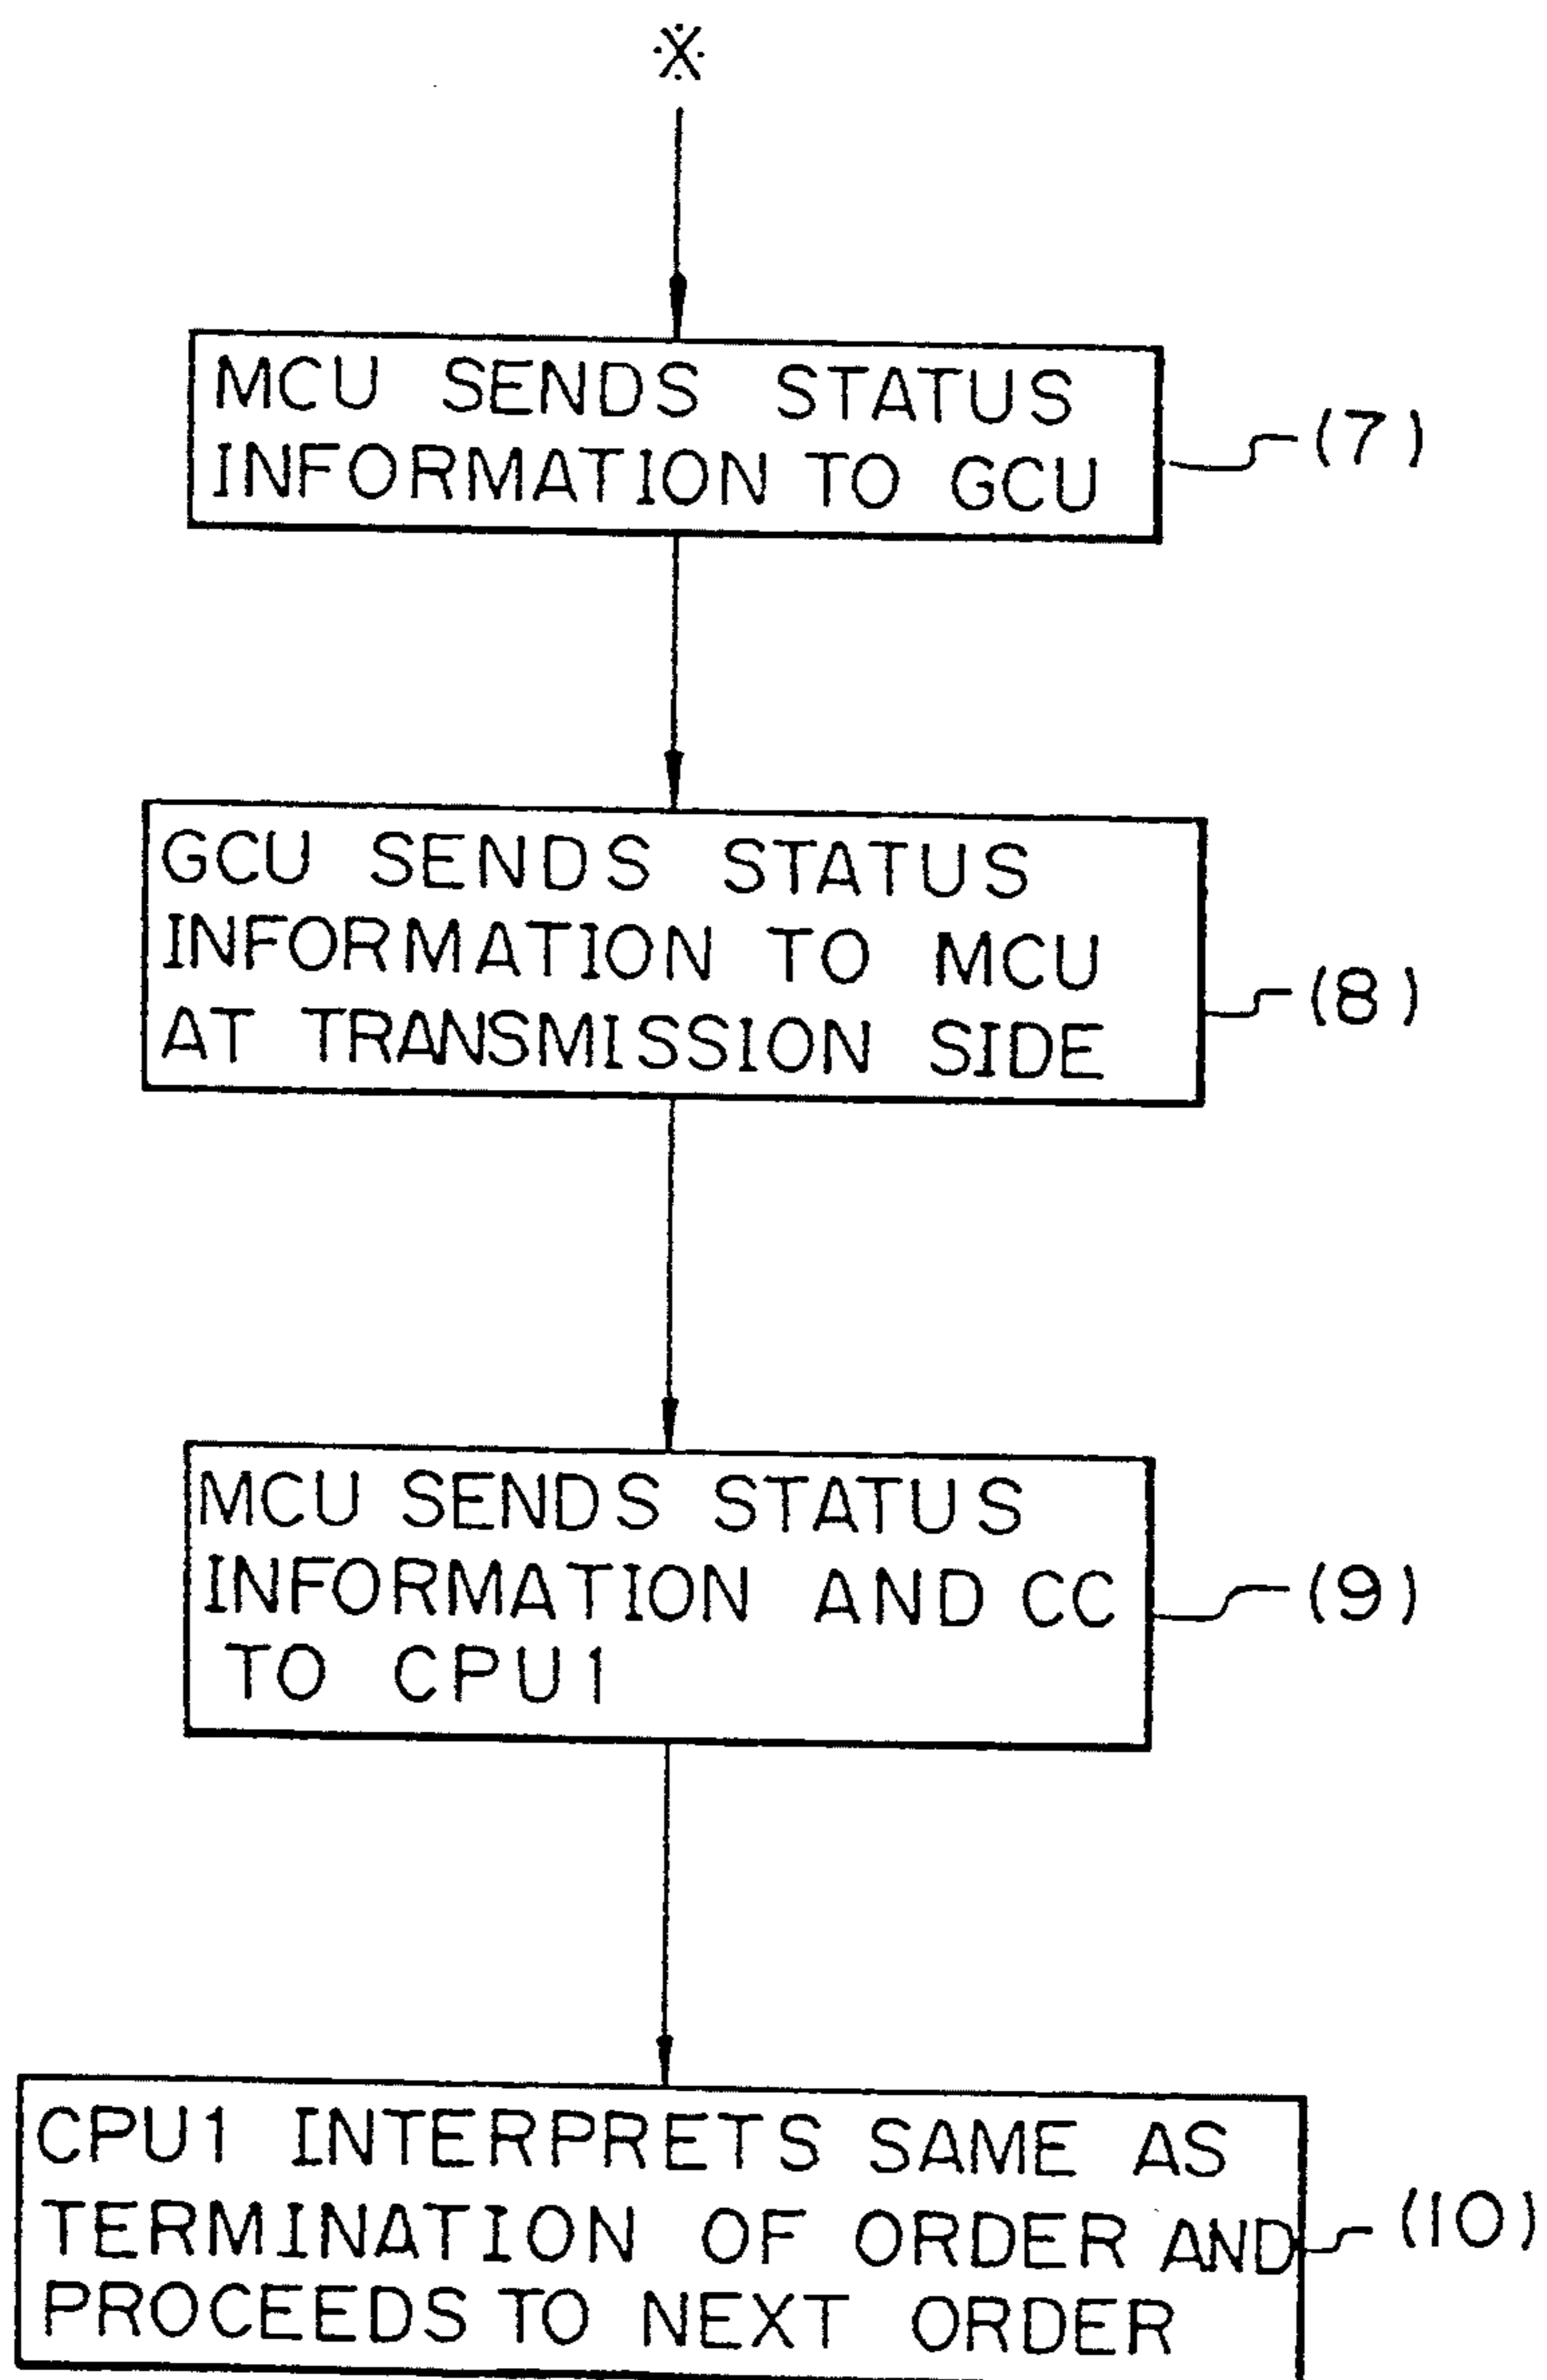 ※
MCU SENDS STATUS
INFORMATION TO GCU
(7)
GCU SENDS STATUS
INFORMATION TO MCU
AT TRANSMISSION SIDE
(8)
MCU SENDS STATUS
INFORMATION AND CC
TO CPU1
(9)
CPU1 INTERPRETS SAME AS
TERMINATION OF ORDER AND
PROCEEDS TO NEXT ORDER
(10)